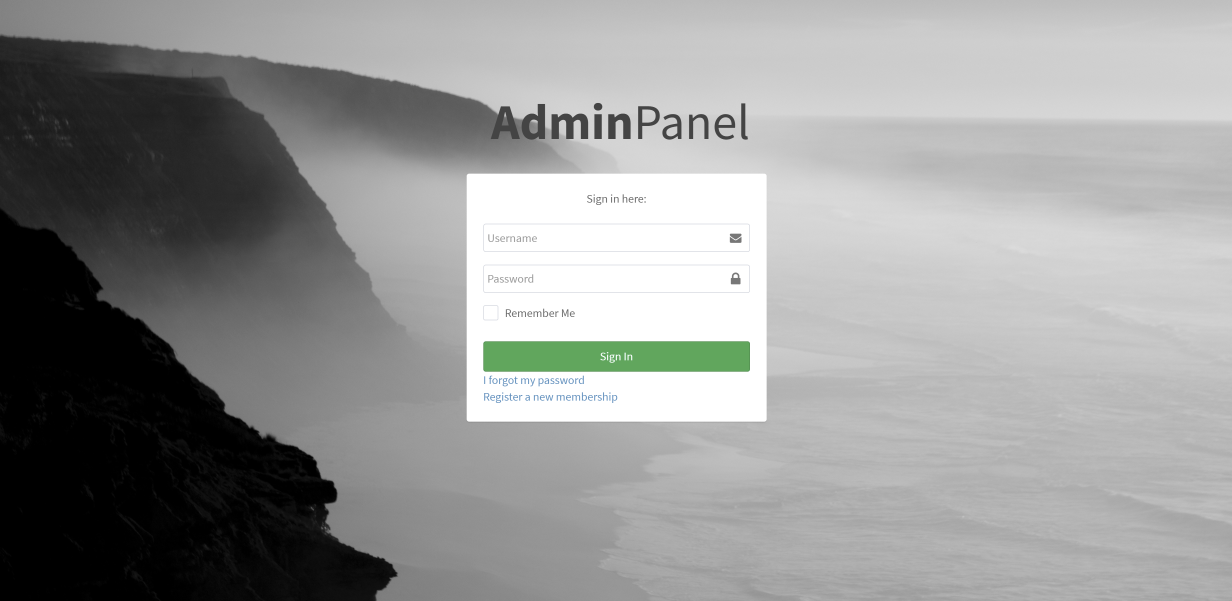 AdminPanel
Sign in here:
Username
Password
Remember Me
Sign In
I forgot my password
Register a new membership